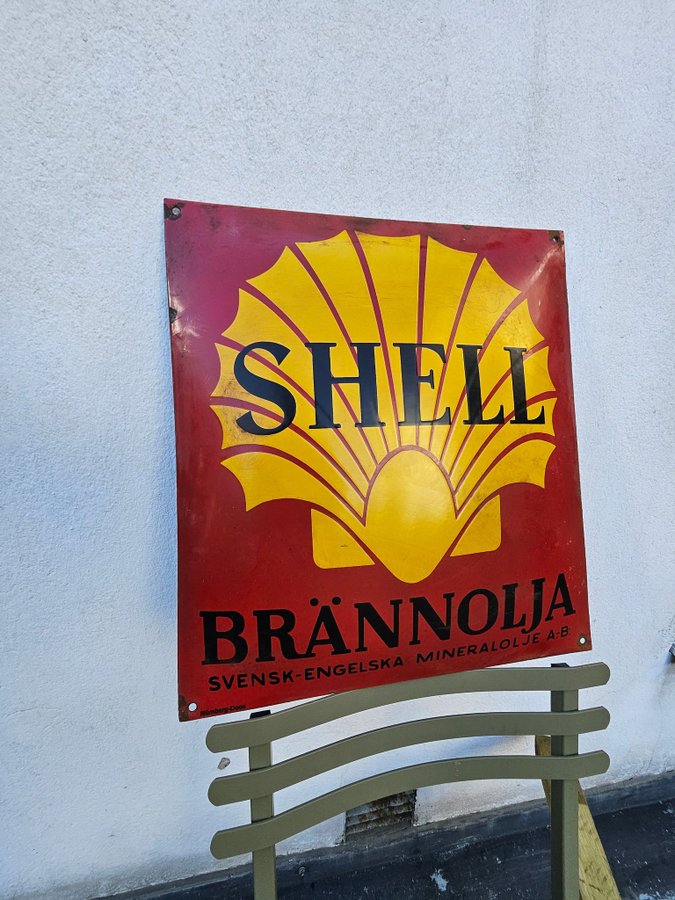 SHELL
BRÄNNOLJA
SVENSK-ENGELSKA MINERALOLJE A-B.